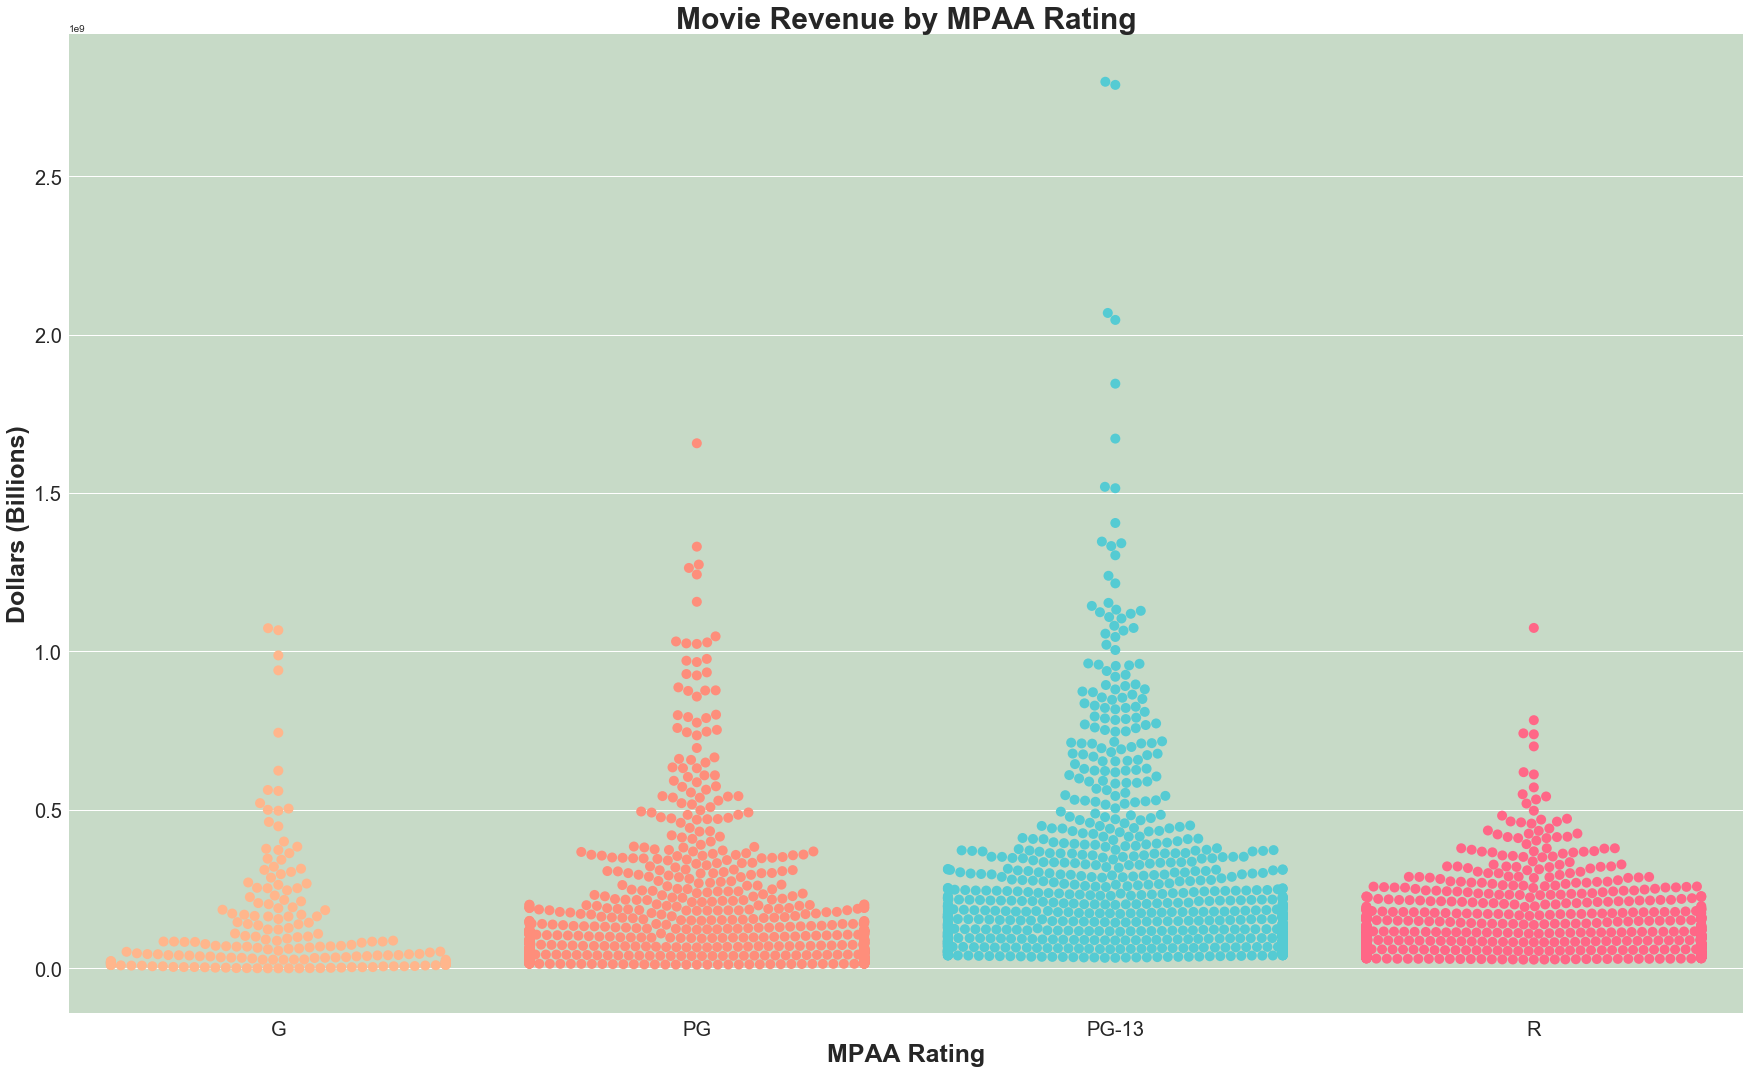 Movie Revenue by MPAA Rating
1e9
2.5
2.0
1.5
1.0
0.5
0.0
Dollars (Billions)
G PG PG-13 R
MPAA Rating